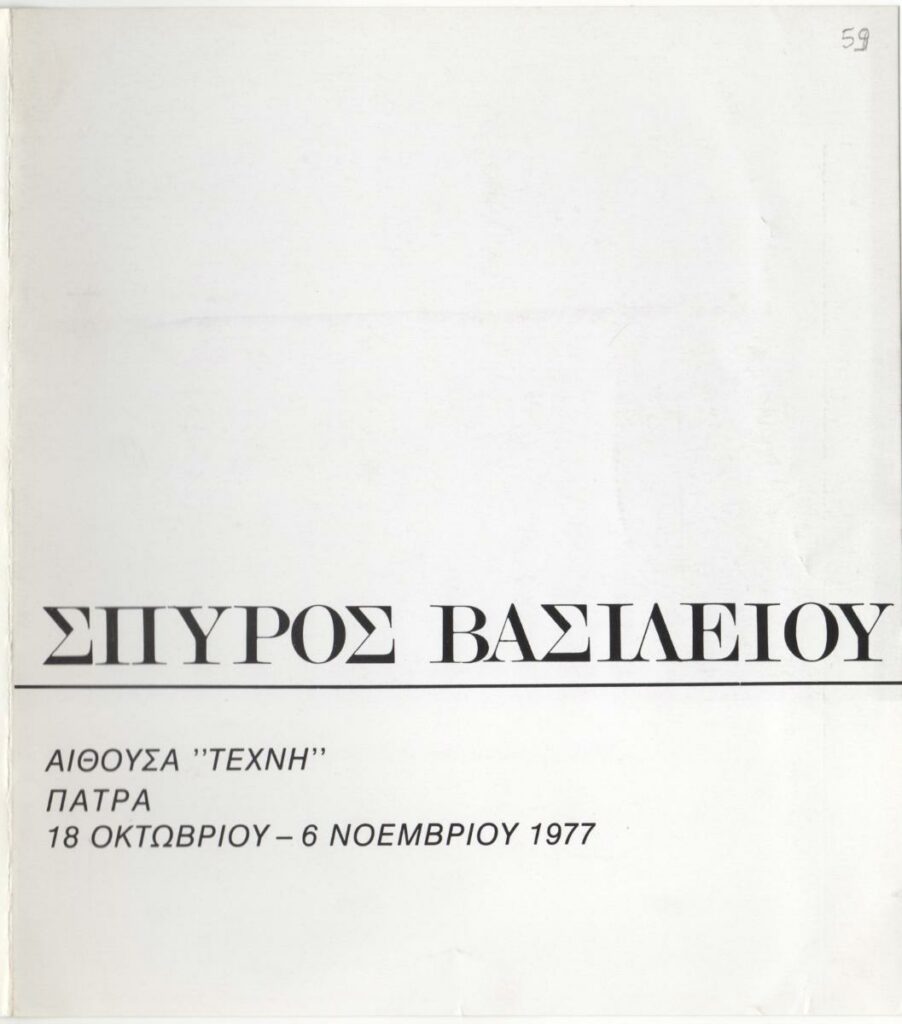 59
ΣΠΥΡΟΣ ΒΑΣΙΛΕΙΟΥ
ΑΙΘΟΥΣΑ ''ΤΕΧΝΗ''
ΠΑΤΡΑ
18 ΟΚΤΩΒΡΙΟΥ – 6 ΝΟΕΜΒΡΙΟΥ 1977